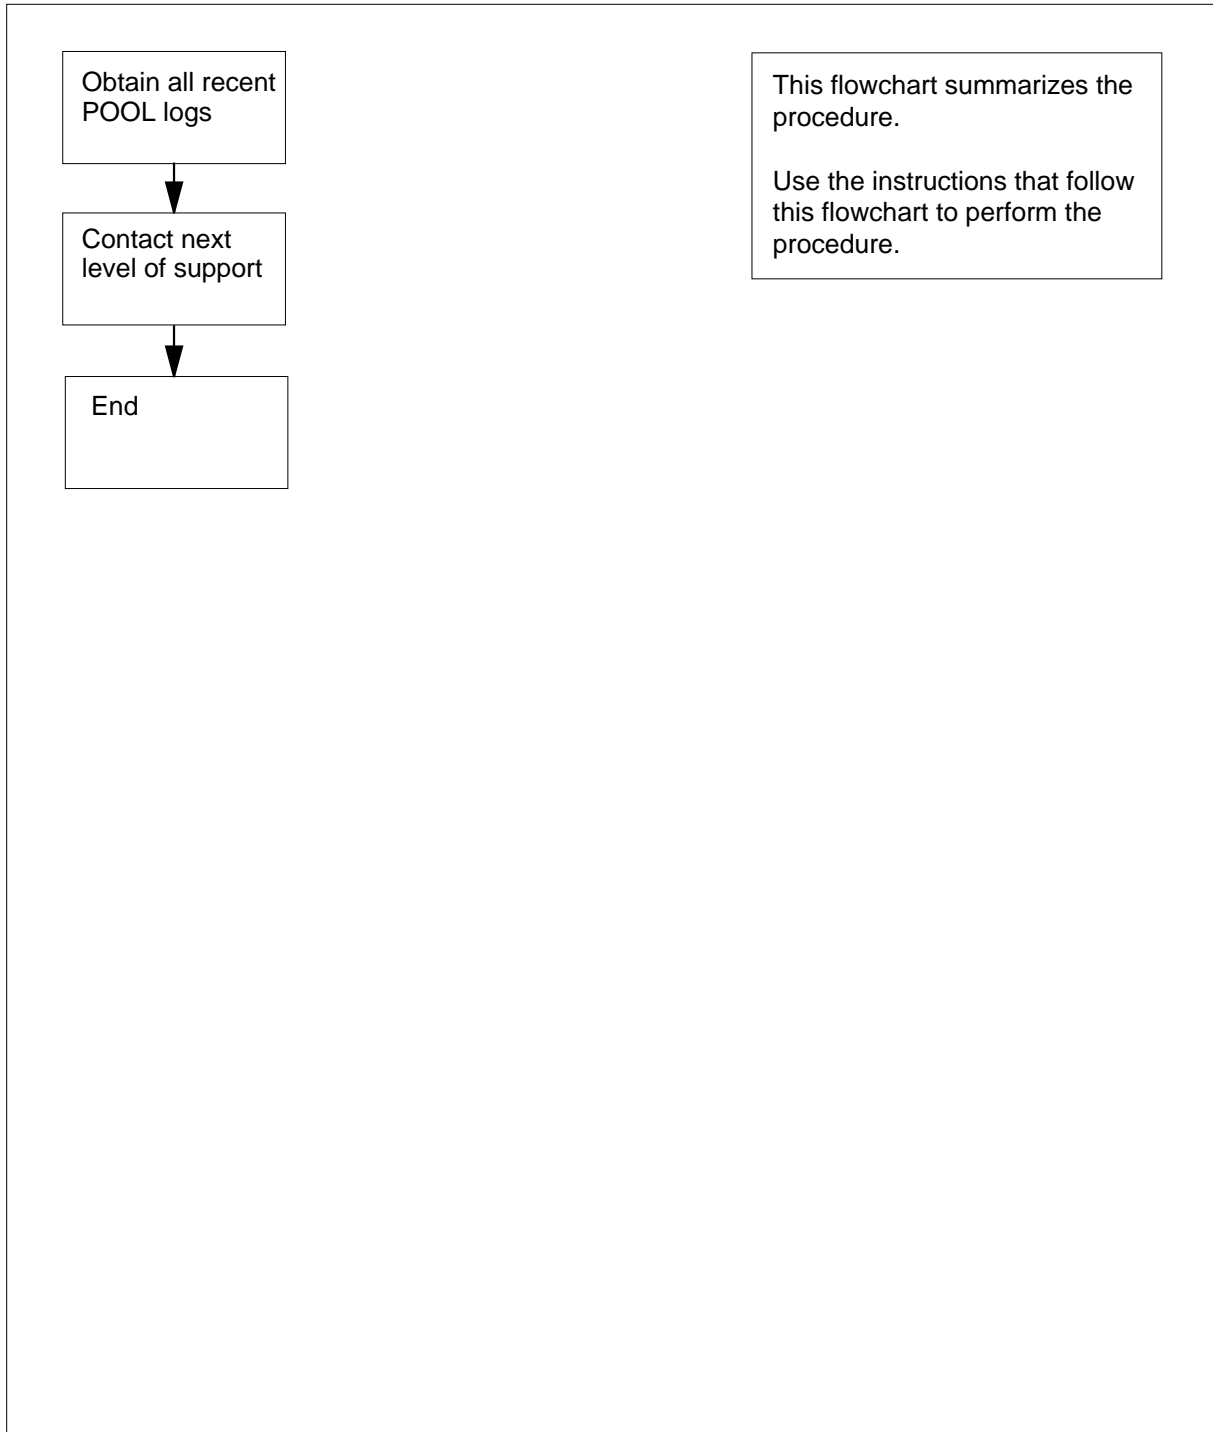 Obtain all recent
POOL logs
Contact next
level of support
End
This flowchart summarizes the
procedure.
Use the instructions that follow
this flowchart to perform the
procedure.